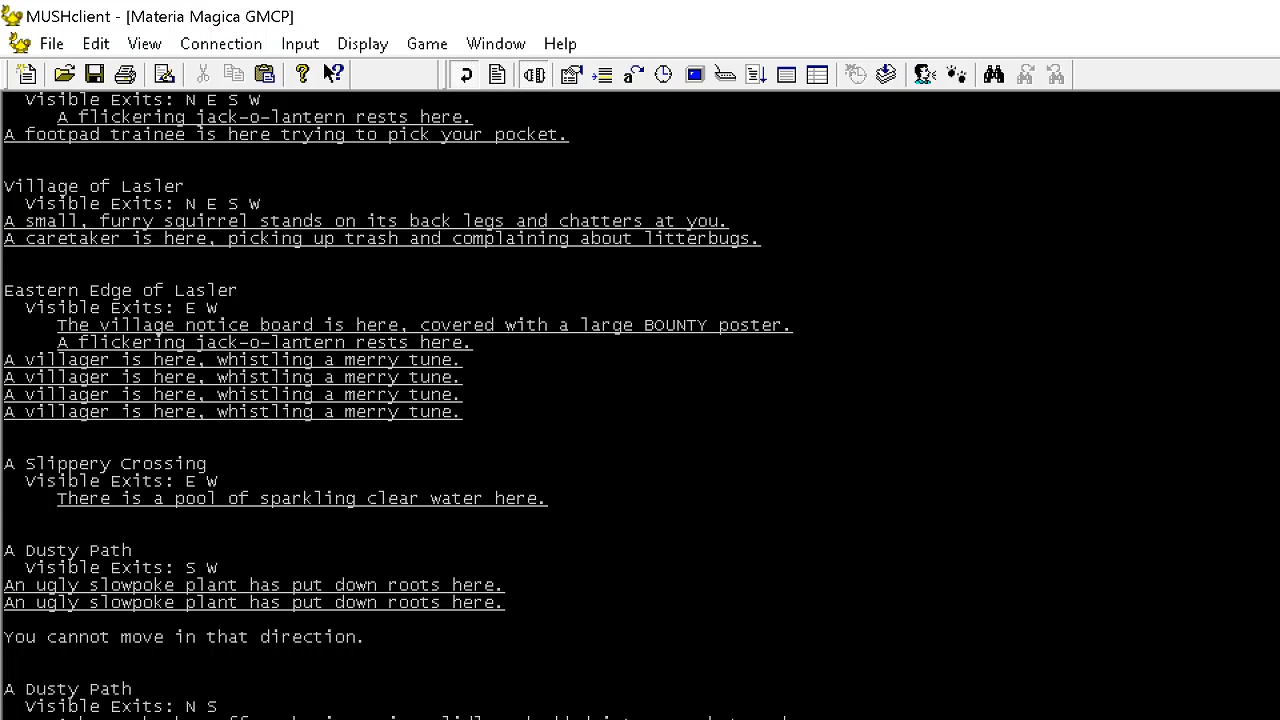 MUSHclient - [Materia Magica GMCP]
File Edit View Connection Input Display Game Window Help
Visible Exits: N E S W
A flickering jack-o-lantern rests here.
A footpad trainee is here trying to pick your pocket.
Village of Lasler
Visible Exits: N E S W
A small, furry squirrel stands on its back legs and chatters at you.
A caretaker is here, picking up trash and complaining about litterbugs.
Eastern Edge of Lasler
Visible Exits: E W
The village notice board is here, covered with a large BOUNTY poster.
A flickering jack-o-lantern rests here.
A villager is here, whistling a merry tune.
A villager is here, whistling a merry tune.
A villager is here, whistling a merry tune.
A villager is here, whistling a merry tune.
A Slippery Crossing
Visible Exits: E W
There is a pool of sparkling clear water here.
A Dusty Path
Visible Exits: S W
An ugly slowpoke plant has put down roots here.
An ugly slowpoke plant has put down roots here.
You cannot move in that direction.
A Dusty Path
Visible Exits: N S